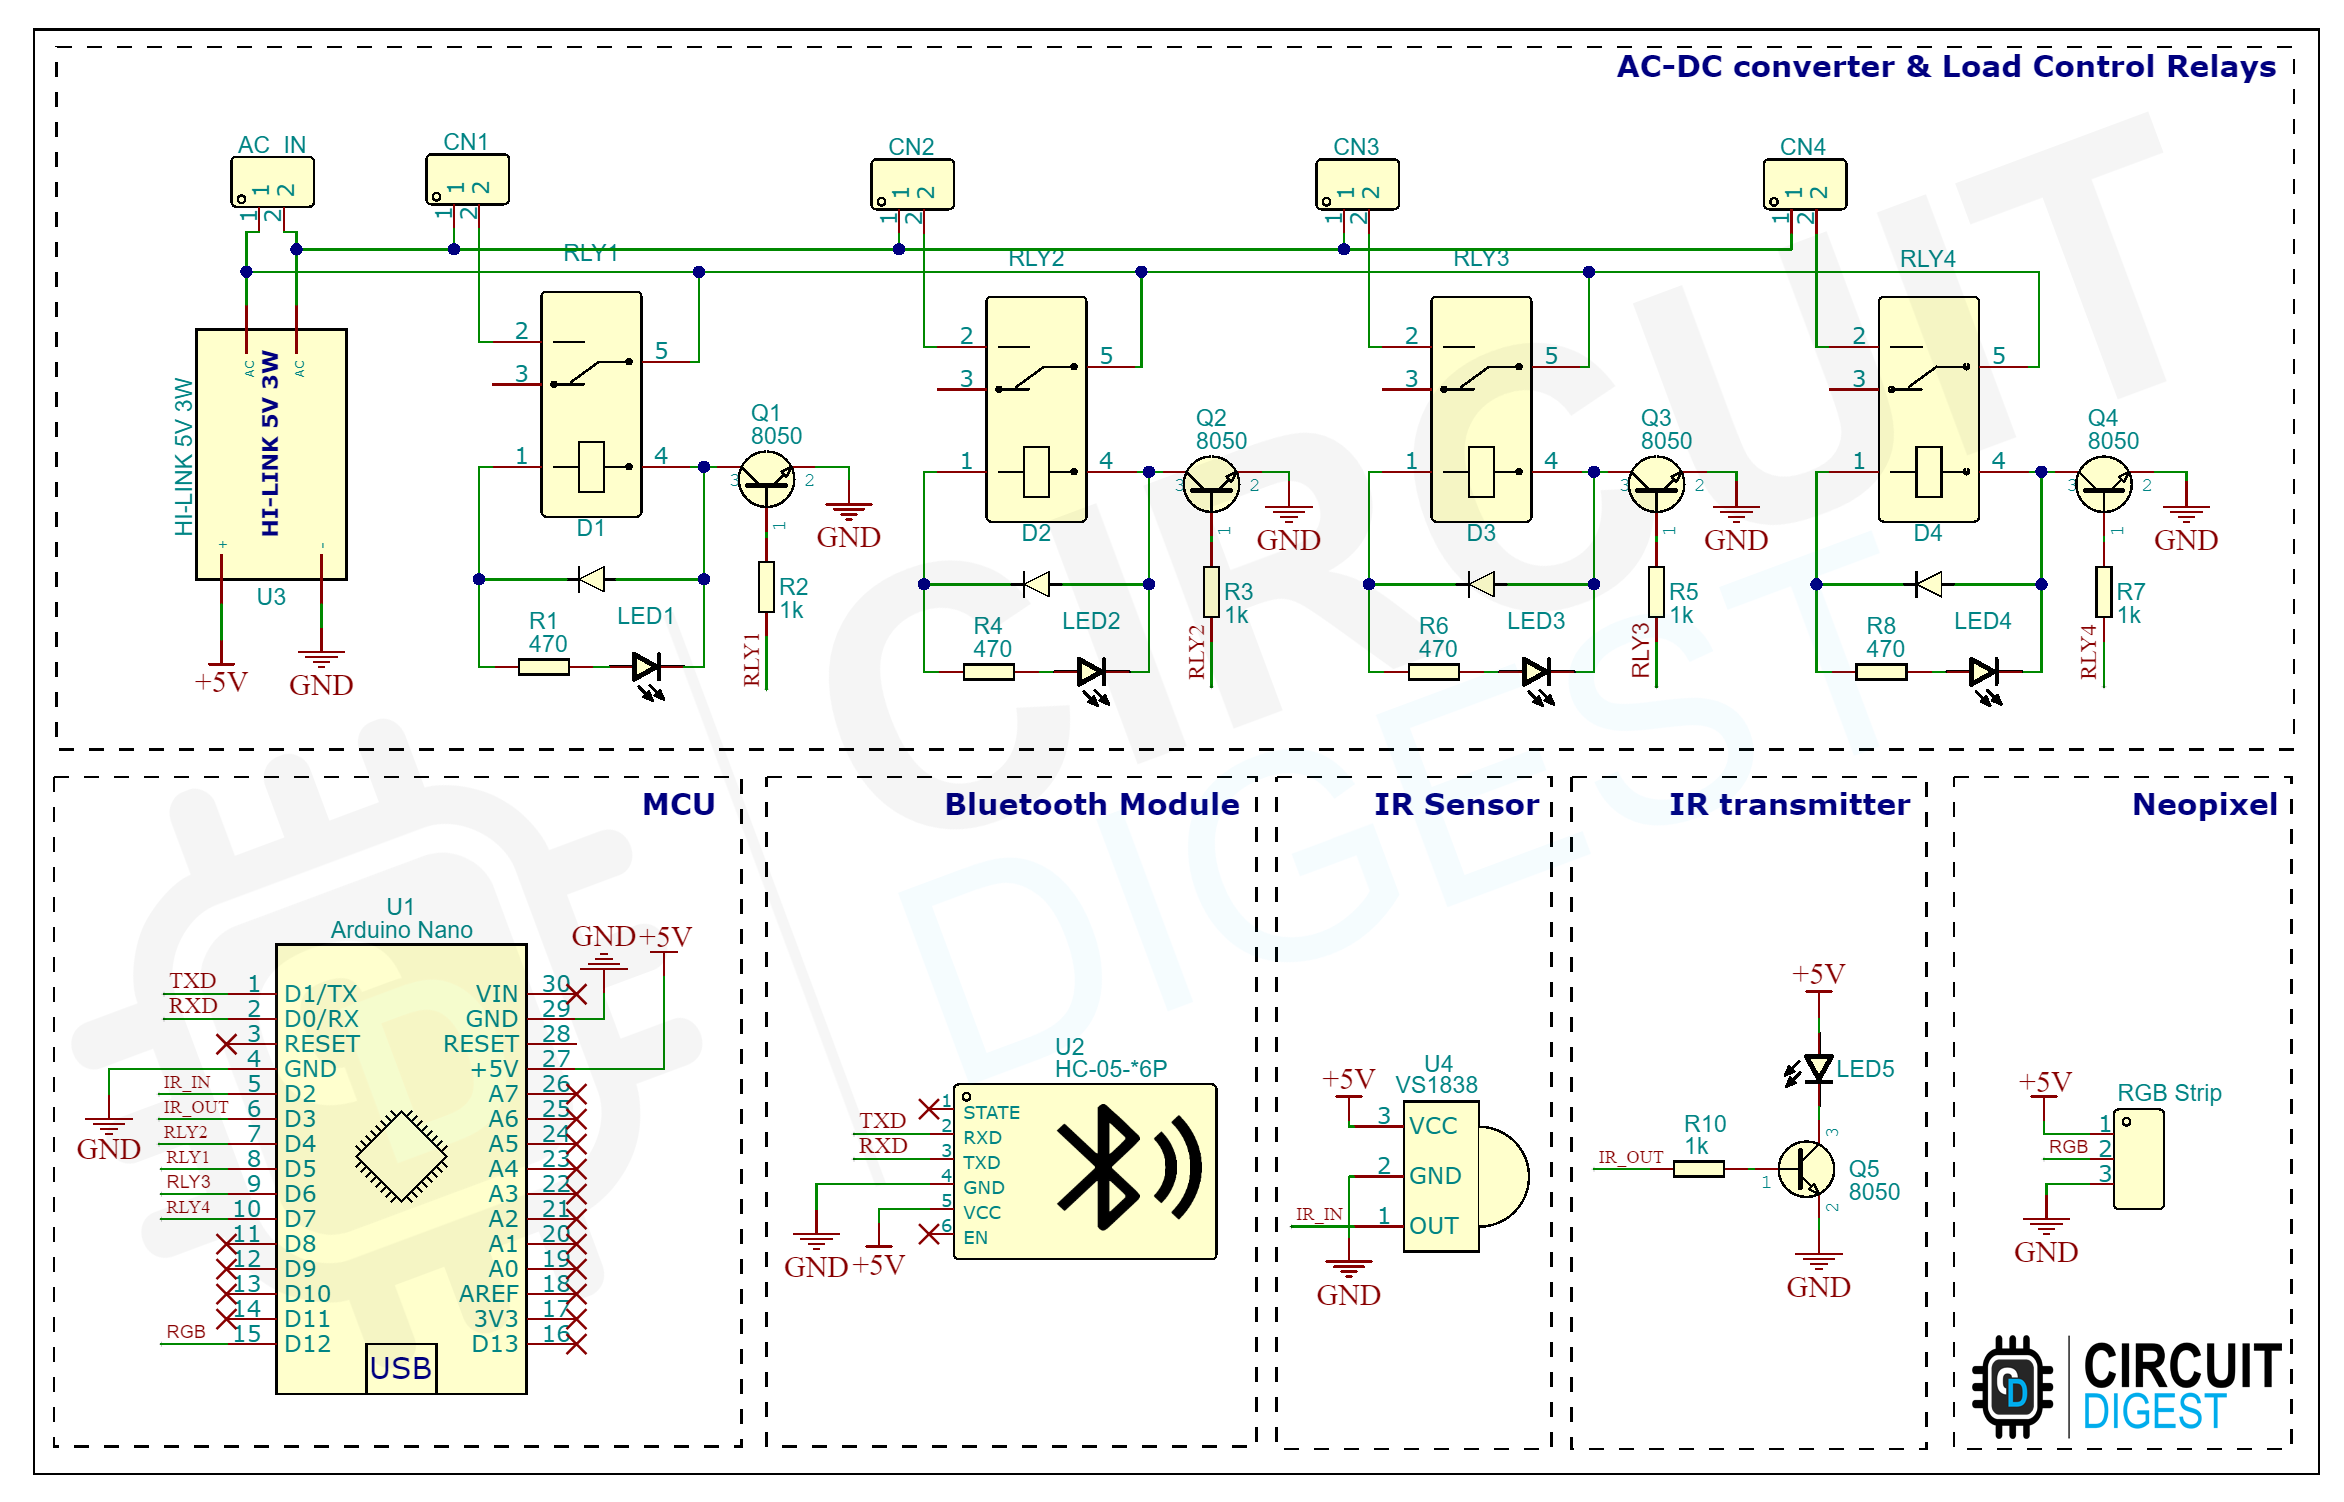 AC-DC converter & Load Control Relays
AC IN
1 2
1 2
CN1
1 2
1 2
CN2
1 2
1 2
CN3
1 2
1 2
CN4
1 2
1 2
HI-LINK 5V 3W
HI-LINK 5V 3W
AC AC
+ -
U3
+5V
GND
RLY1
2
3
5
1
4
D1
Q1
8050
3 2
1
GND
R2
1k
RLY1
R1
470
LED1
RLY2
2
3
5
1
4
D2
Q2
8050
3 2
1
GND
R3
1k
RLY2
R4
470
LED2
RLY3
2
3
5
1
4
D3
Q3
8050
3 2
1
GND
R5
1k
RLY3
R6
470
LED3
RLY4
2
3
5
1
4
D4
Q4
8050
3 2
1
GND
R7
1k
RLY4
R8
470
LED4
CIRCUIT
DIGEST
MCU
U1
Arduino Nano
GND +5V
TXD 1 D1/TX VIN 30
RXD 2 D0/RX GND 29
3 RESET RESET 28
4 GND +5V 27
IR_IN 5 D2 A7 26
IR_OUT 6 D3 A6 25
RLY2 7 D4 A5 24
RLY1 8 D5 A4 23
RLY3 9 D6 A3 22
RLY4 10 D7 A2 21
11 D8 A1 20
12 D9 A0 19
13 D10 AREF 18
14 D11 3V3 17
RGB 15 D12 D13 16
GND
USB
Bluetooth Module
U2
HC-05-*6P
1 STATE
TXD 2 RXD
RXD 3 TXD
4 GND
5 VCC
6 EN
GND +5V
IR Sensor
U4
VS1838
+5V
3 VCC
2 GND
IR_IN 1 OUT
GND
IR transmitter
+5V
LED5
R10
1k
IR_OUT
3
1
2
Q5
8050
GND
Neopixel
+5V
RGB Strip
1
RGB 2
3
GND
CD
CIRCUIT
DIGEST